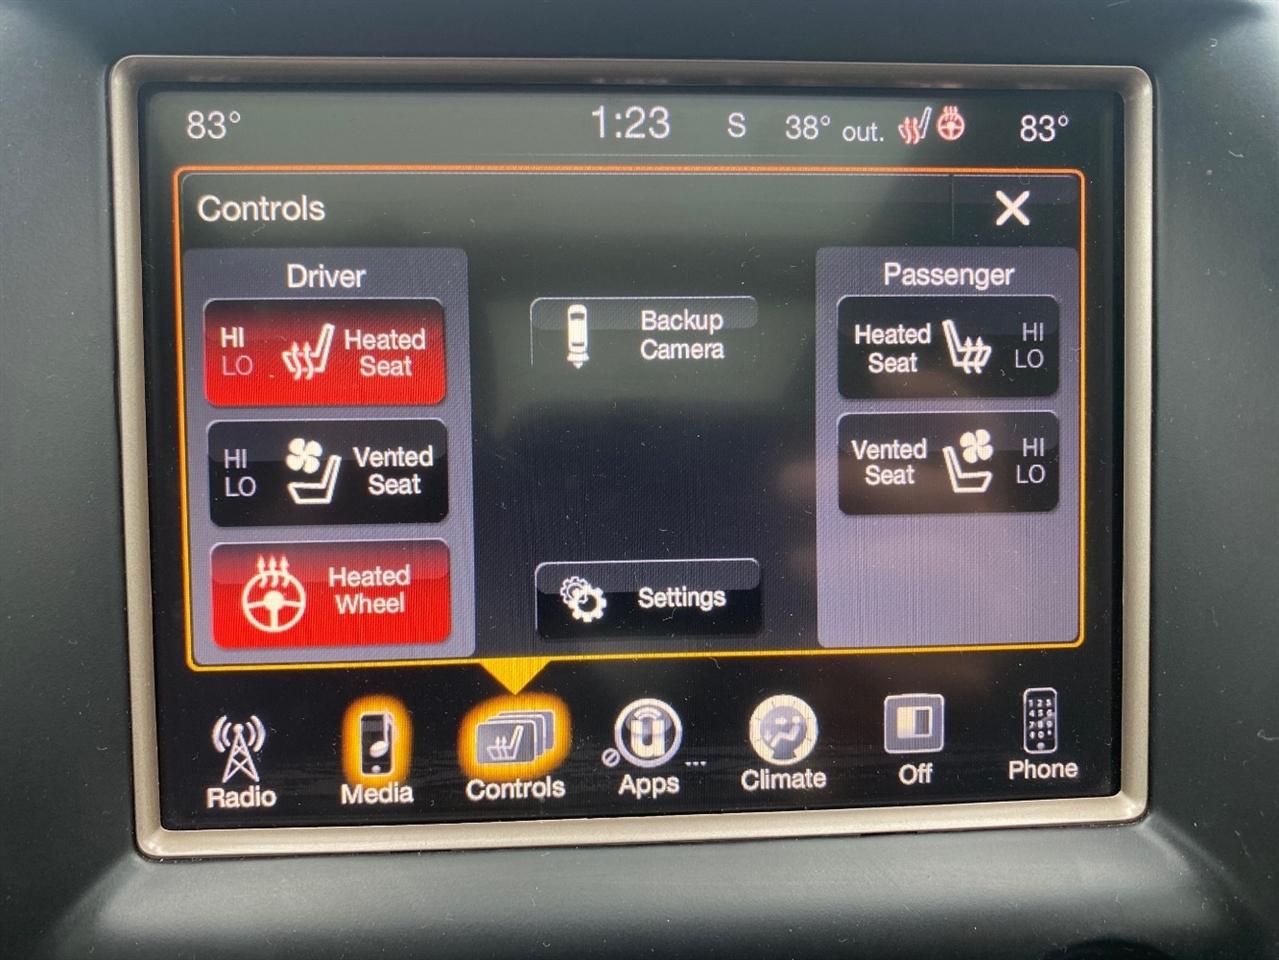 83° 1:23 S 38° out. 83°
Controls
Driver
HI
LO
Heated
Seat
HI
LO
Vented
Seat
Heated
Wheel
Backup
Camera
Settings
Passenger
Heated
Seat
HI
LO
Vented
Seat
HI
LO
Radio
Media
Controls
Apps ...
Climate
Off
Phone